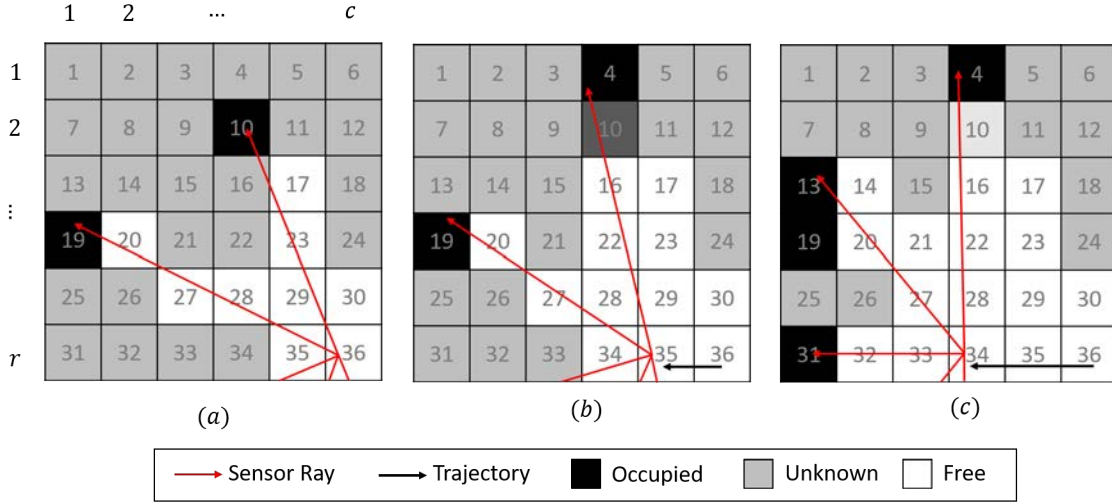 1 2 ... c
1 1 2 3 4 5 6 1 2 3 4 5 6 1 2 3 4 5 6
2 7 8 9 10 11 12 7 8 9 10 11 12 7 8 9 10 11 12
13 14 15 16 17 18 13 14 15 16 17 18 13 14 15 16 17 18
⋮ 19 20 21 22 23 24 19 20 21 22 23 24 19 20 21 22 23 24
25 26 27 28 29 30 25 26 27 28 29 30 25 26 27 28 29 30
r 31 32 33 34 35 36 31 32 33 34 35 36 31 32 33 34 35 36
(a) (b) (c)
Sensor Ray Trajectory Occupied Unknown Free